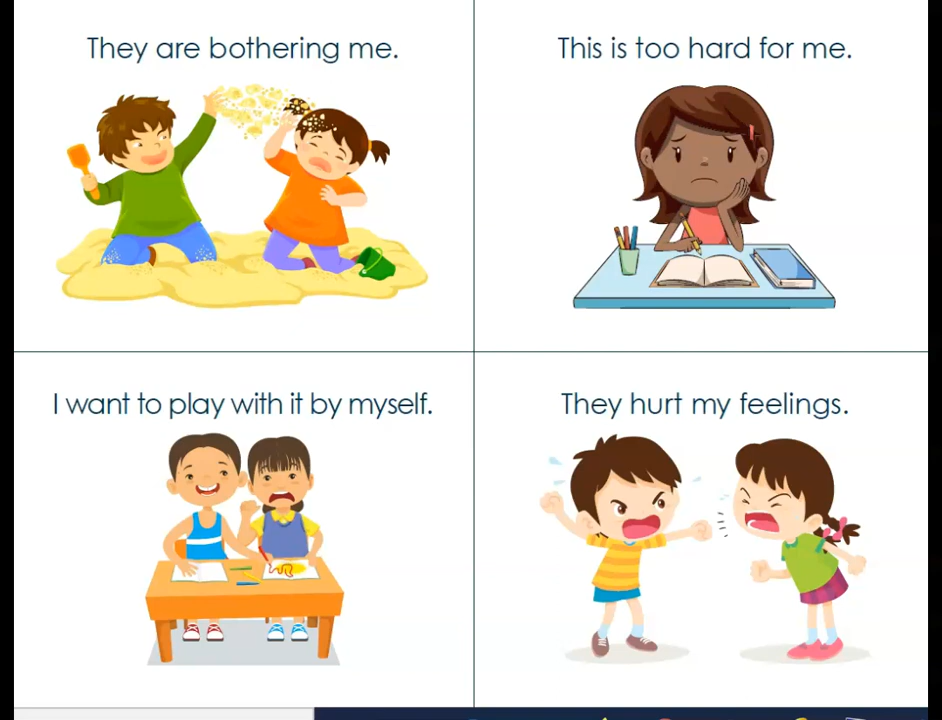 They are bothering me.
This is too hard for me.
I want to play with it by myself.
They hurt my feelings.